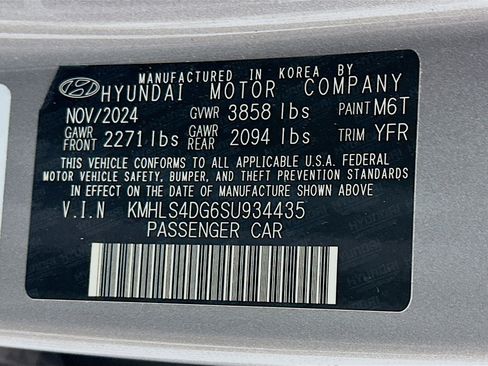 MANUFACTURED IN KOREA BY
HYUNDAI MOTOR COMPANY
NOV/2024 GVWR 3858 lbs PAINT M6T
GAWR FRONT 2271 lbs GAWR REAR 2094 lbs TRIM YFR
THIS VEHICLE CONFORMS TO ALL APPLICABLE U.S.A. FEDERAL
MOTOR VEHICLE SAFETY, BUMPER, AND THEFT PREVENTION STANDARDS
IN EFFECT ON THE DATE OF MANUFACTURE SHOWN ABOVE
V.I.N KMHLS4DG6SU934435
PASSENGER CAR